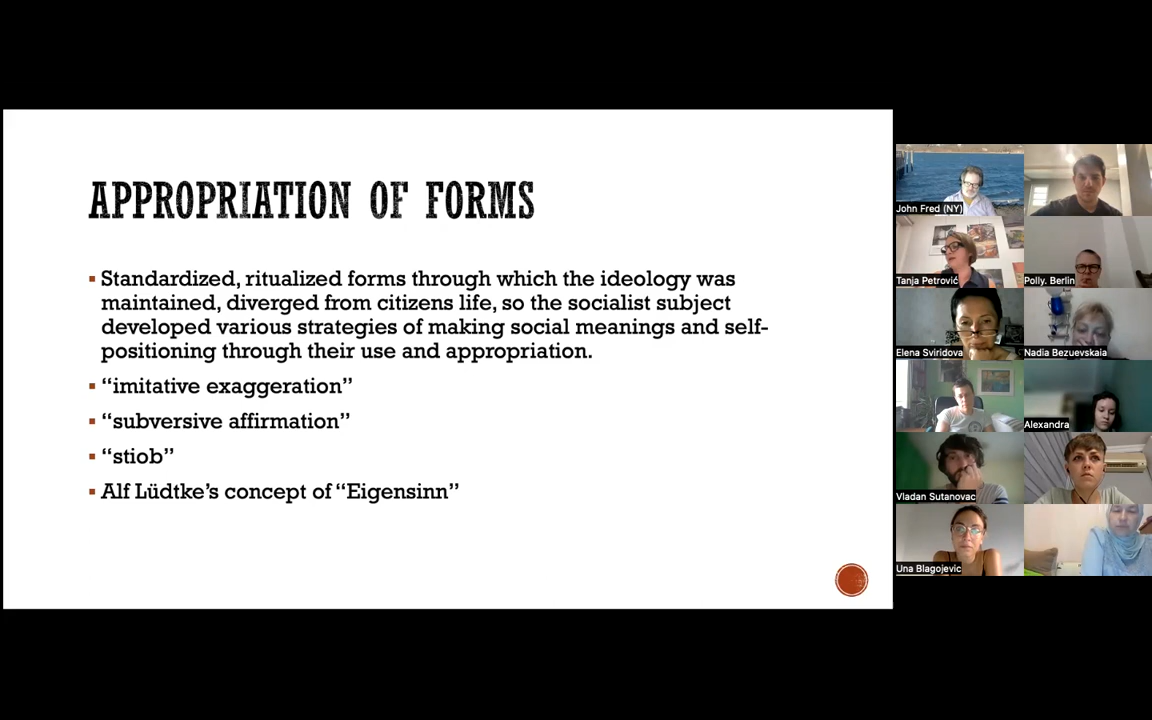 APPROPRIATION OF FORMS
▪ Standardized, ritualized forms through which the ideology was
maintained, diverged from citizens life, so the socialist subject
developed various strategies of making social meanings and self-
positioning through their use and appropriation.
▪ “imitative exaggeration”
▪ “subversive affirmation”
▪ “stiob”
▪ Alf Lüdtke’s concept of “Eigensinn”
John Fred (NY)
Tanja Petrović
Polly. Berlin
Elena Sviridova
Nadia Bezuevskaia
Alexandra
Vladan Sutanovac
Una Blagojevic